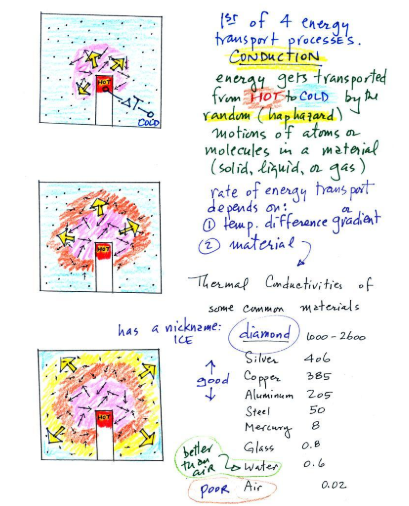 1st of 4 energy
transport processes.
CONDUCTION
energy gets transported
from HOT to COLD by the
random (haphazard)
motions of atoms or
molecules in a material
(solid, liquid, or gas)
HOT
ΔT
COLD
rate of energy transport
depends on:
① temp. difference or gradient
② material
HOT
Thermal Conductivities of
some common materials
has a nickname:
ICE
diamond 1000-2600
Silver 406
good
Copper 385
Aluminum 205
Steel 50
Mercury 8
HOT
Glass 0.8
better
than
air
Water 0.6
POOR Air 0.02